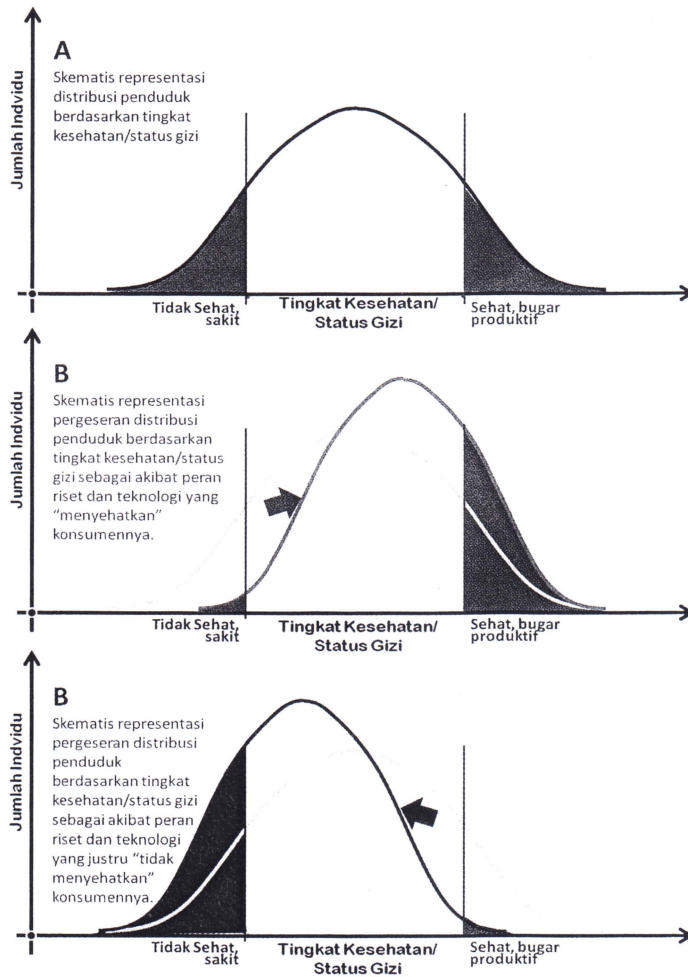 A
Skematis representasi
distribusi penduduk
berdasarkan tingkat
kesehatan/status gizi
Jumlah Indvidu
Tidak Sehat,
sakit
Tingkat Kesehatan/
Status Gizi
Sehat, bugar
produktif
B
Skematis representasi
pergeseran distribusi
penduduk berdasarkan
tingkat kesehatan/status
gizi sebagai akibat peran
riset dan teknologi yang
“menyehatkan”
konsumennya.
Jumlah Indvidu
Tidak Sehat,
sakit
Tingkat Kesehatan/
Status Gizi
Sehat, bugar
produktif
B
Skematis representasi
pergeseran distribusi
penduduk
berdasarkan tingkat
kesehatan/status gizi
sebagai akibat peran
riset dan teknologi
yang justru “tidak
menyehatkan”
konsumennya.
Jumlah Indvidu
Tidak Sehat,
sakit
Tingkat Kesehatan/
Status Gizi
Sehat, bugar
produktif